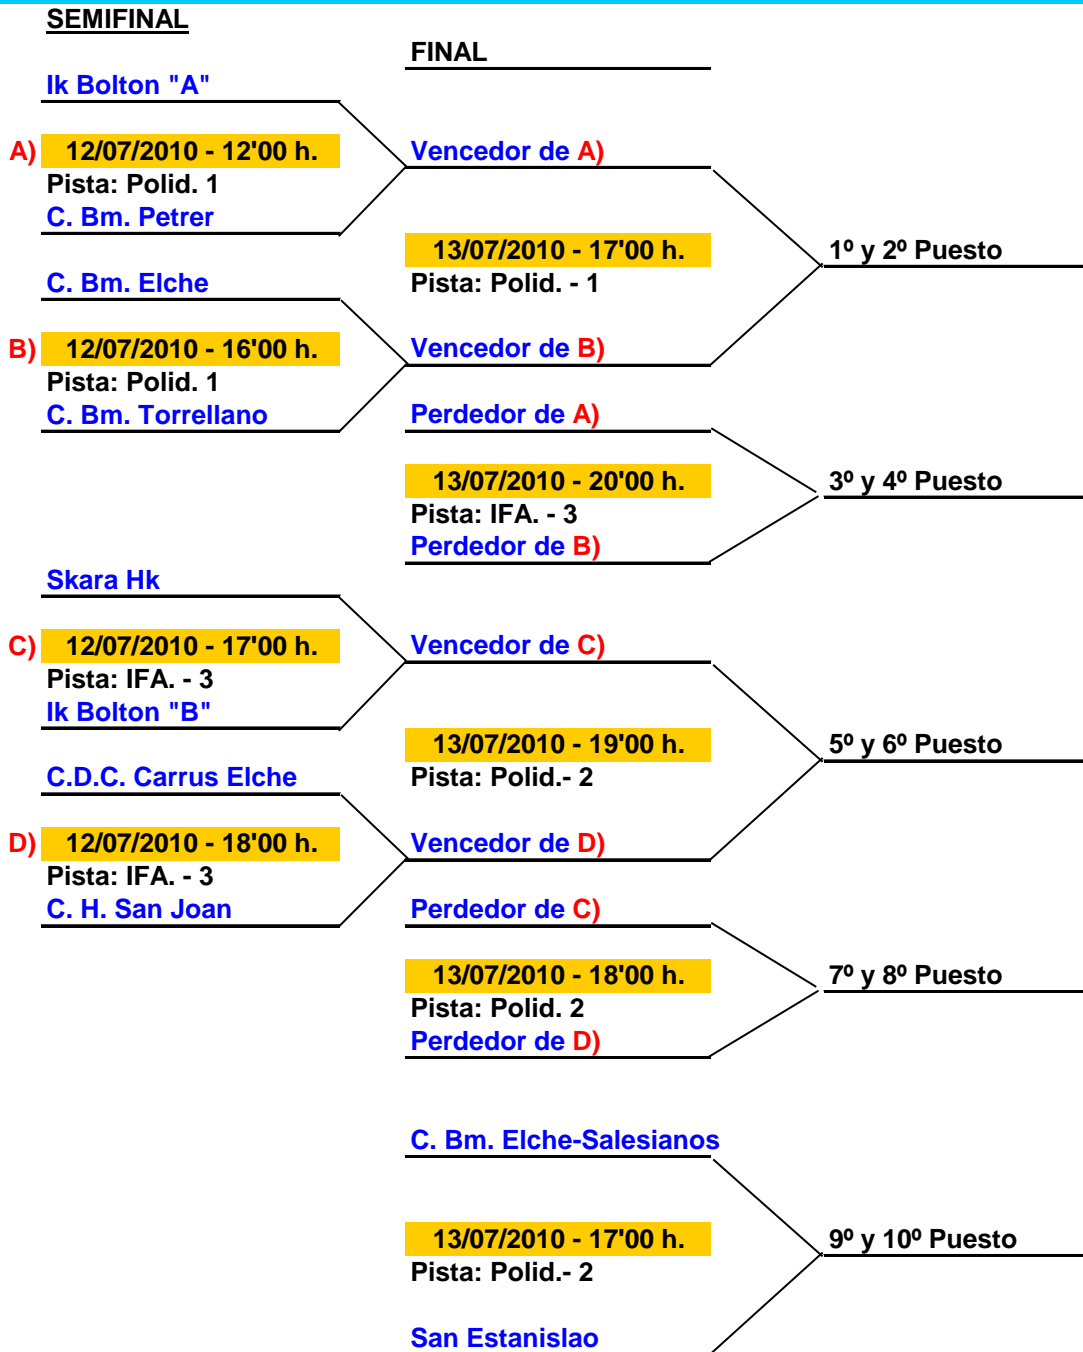 SEMIFINAL
FINAL
Ik Bolton "A"
A) 12/07/2010 - 12'00 h.
Vencedor de A)
Pista: Polid. 1
C. Bm. Petrer
13/07/2010 - 17'00 h.
1º y 2º Puesto
C. Bm. Elche
Pista: Polid. - 1
B) 12/07/2010 - 16'00 h.
Vencedor de B)
Pista: Polid. 1
C. Bm. Torrellano
Perdedor de A)
13/07/2010 - 20'00 h.
3º y 4º Puesto
Pista: IFA. - 3
Perdedor de B)
Skara Hk
C) 12/07/2010 - 17'00 h.
Vencedor de C)
Pista: IFA. - 3
Ik Bolton "B"
13/07/2010 - 19'00 h.
5º y 6º Puesto
C.D.C. Carrus Elche
Pista: Polid.- 2
D) 12/07/2010 - 18'00 h.
Vencedor de D)
Pista: IFA. - 3
C. H. San Joan
Perdedor de C)
13/07/2010 - 18'00 h.
7º y 8º Puesto
Pista: Polid. 2
Perdedor de D)
C. Bm. Elche-Salesianos
13/07/2010 - 17'00 h.
9º y 10º Puesto
Pista: Polid.- 2
San Estanislao